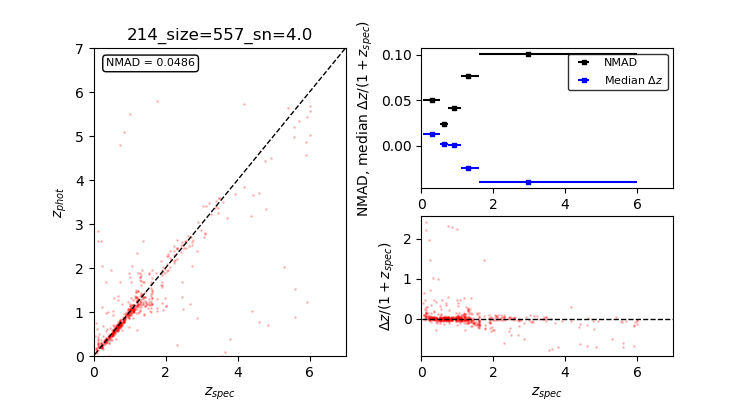 214_size=557_sn=4.0
NMAD = 0.0486
7
6
5
4
3
2
1
0
z_phot
0 2 4 6
z_spec
NMAD, median Δz/(1 + z_spec)
0.10
0.05
0.00
NMAD
Median Δz
0 2 4 6
Δz/(1 + z_spec)
2
1
0
0 2 4 6
z_spec